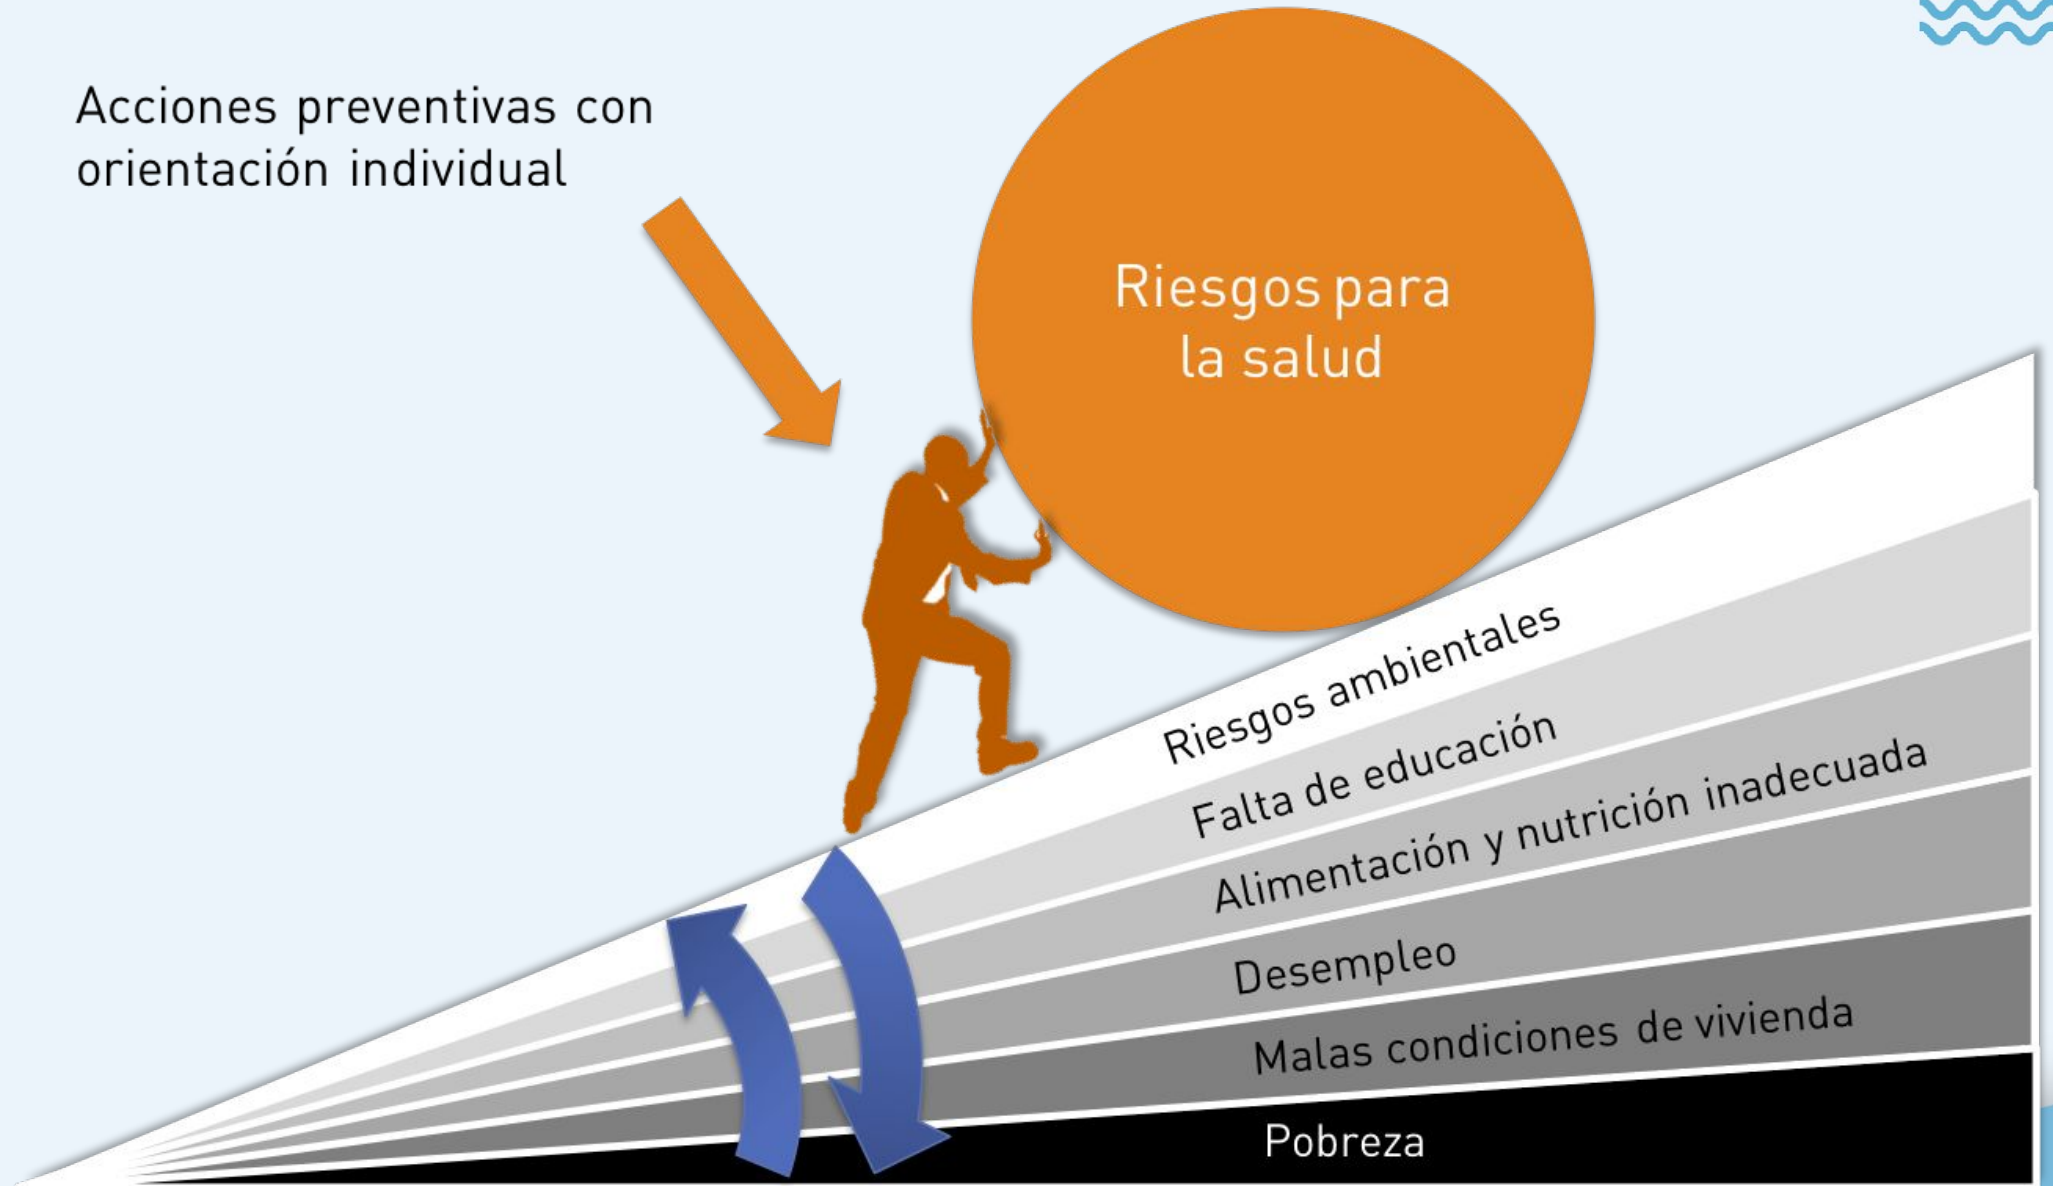 Acciones preventivas con
orientación individual
Riesgos para
la salud
Riesgos ambientales
Falta de educación
Alimentación y nutrición inadecuada
Desempleo
Malas condiciones de vivienda
Pobreza